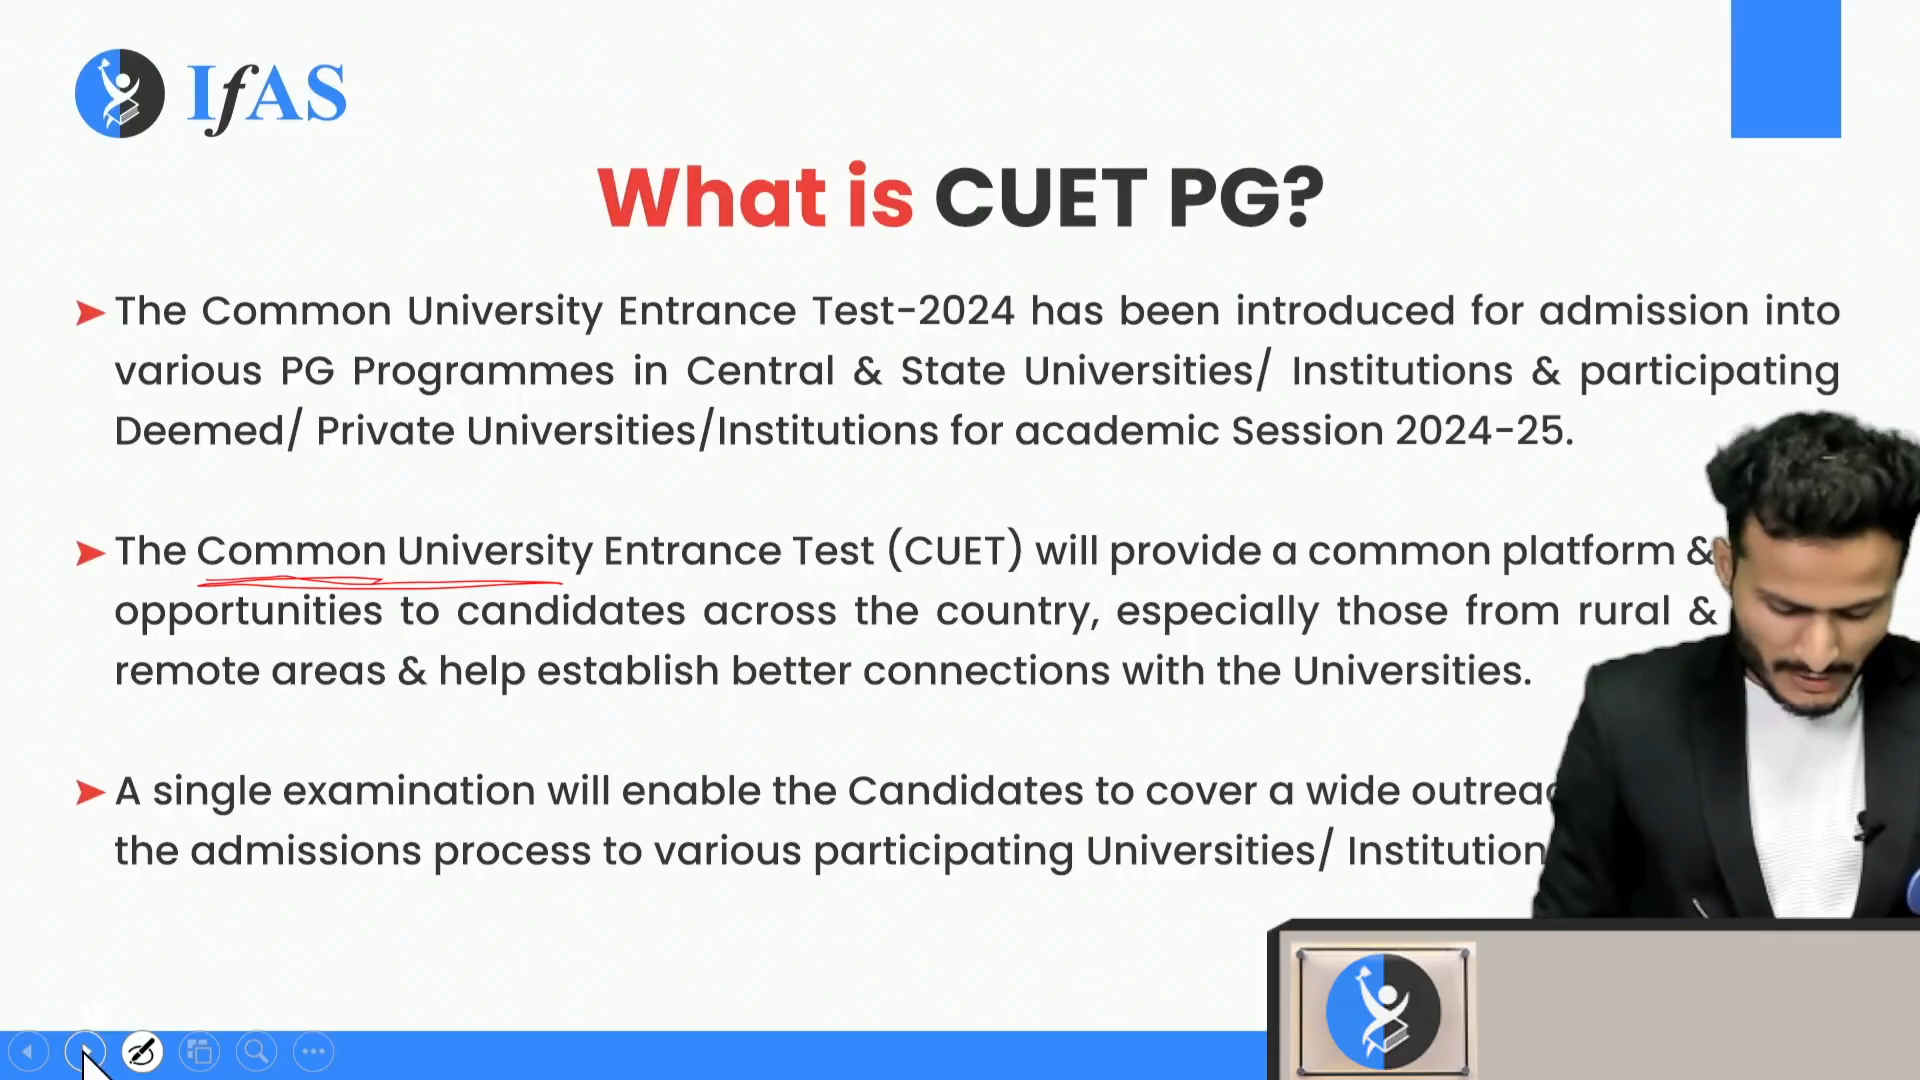 IfAS
What is CUET PG?
The Common University Entrance Test-2024 has been introduced for admission into
various PG Programmes in Central & State Universities/ Institutions & participating
Deemed/ Private Universities/Institutions for academic Session 2024-25.
The Common University Entrance Test (CUET) will provide a common platform &
opportunities to candidates across the country, especially those from rural &
remote areas & help establish better connections with the Universities.
A single examination will enable the Candidates to cover a wide
the admissions process to various participating Universities/